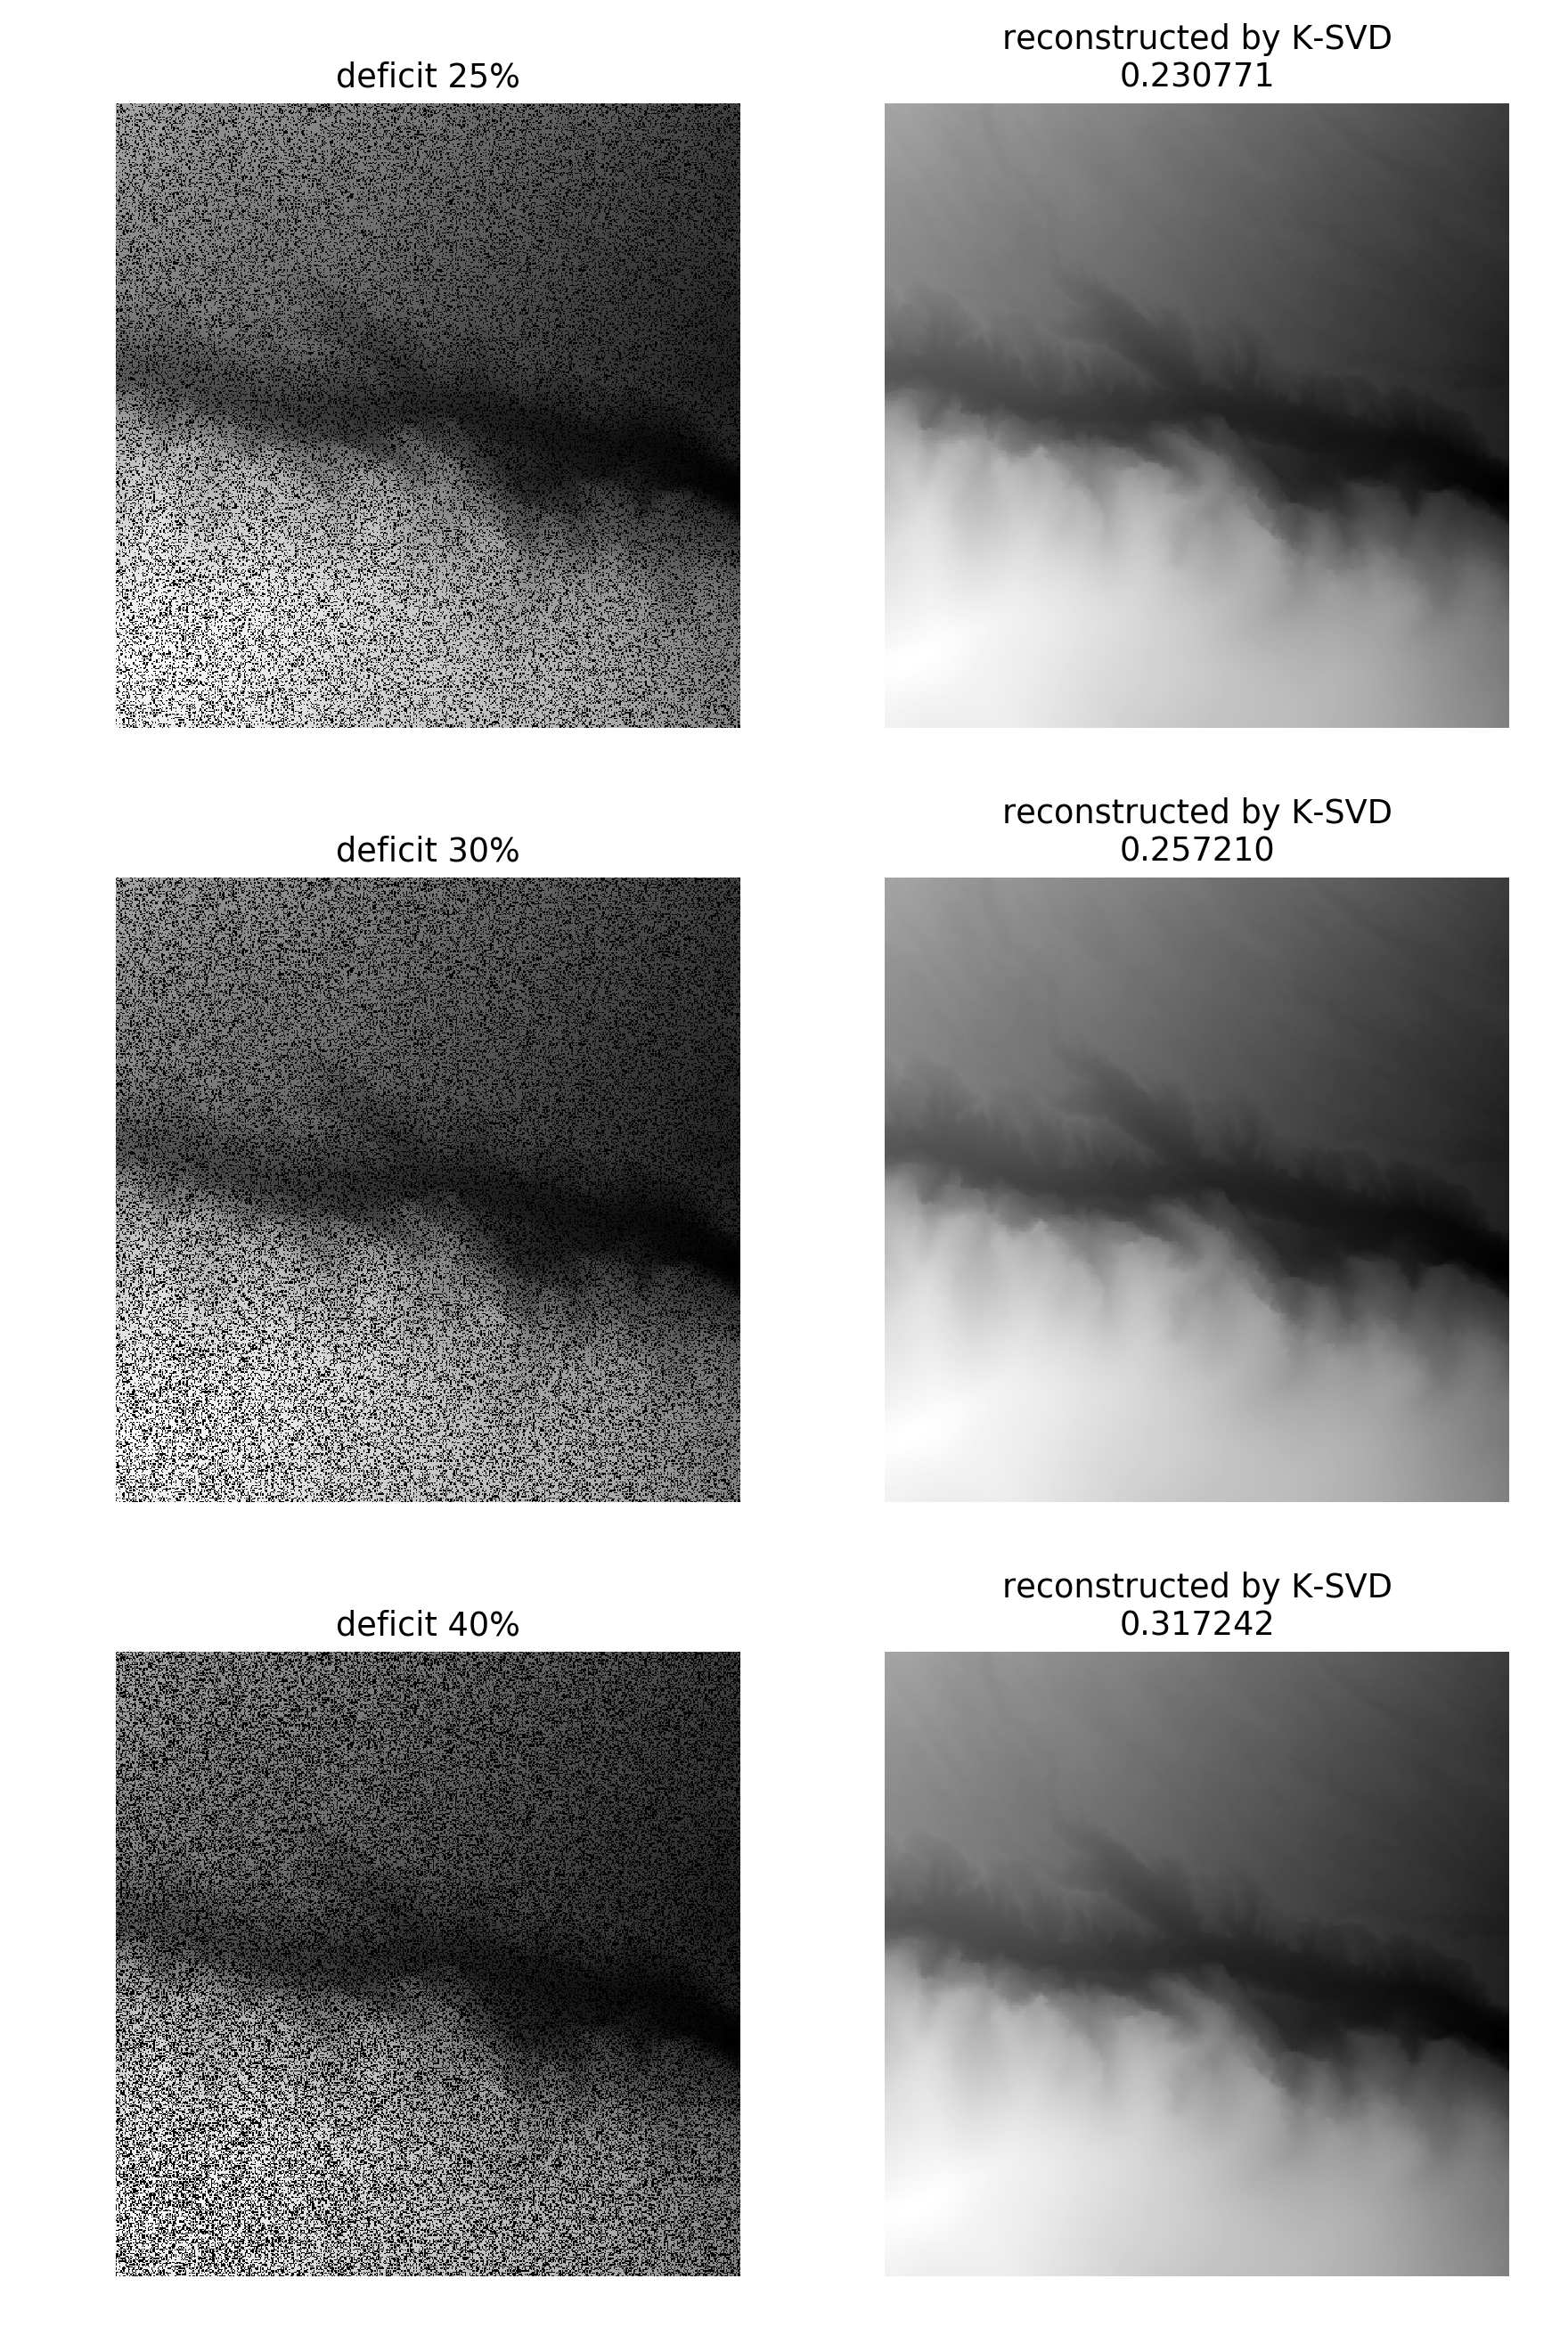 deficit 25%
reconstructed by K-SVD
0.230771
deficit 30%
reconstructed by K-SVD
0.257210
deficit 40%
reconstructed by K-SVD
0.317242